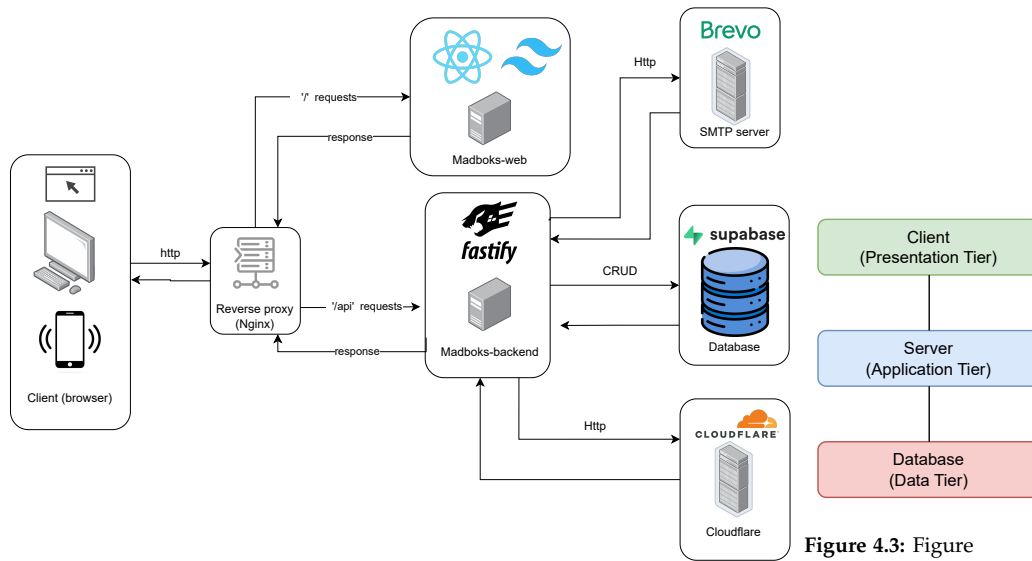 Client (browser)
http
Reverse proxy
(Nginx)
'/' requests
response
'/api' requests
response
Madboks-web
fastify
Madboks-backend
Http
Brevo
SMTP server
CRUD
supabase
Database
Http
CLOUDFLARE
Cloudflare
Client
(Presentation Tier)
Server
(Application Tier)
Database
(Data Tier)
Figure 4.3: Figure